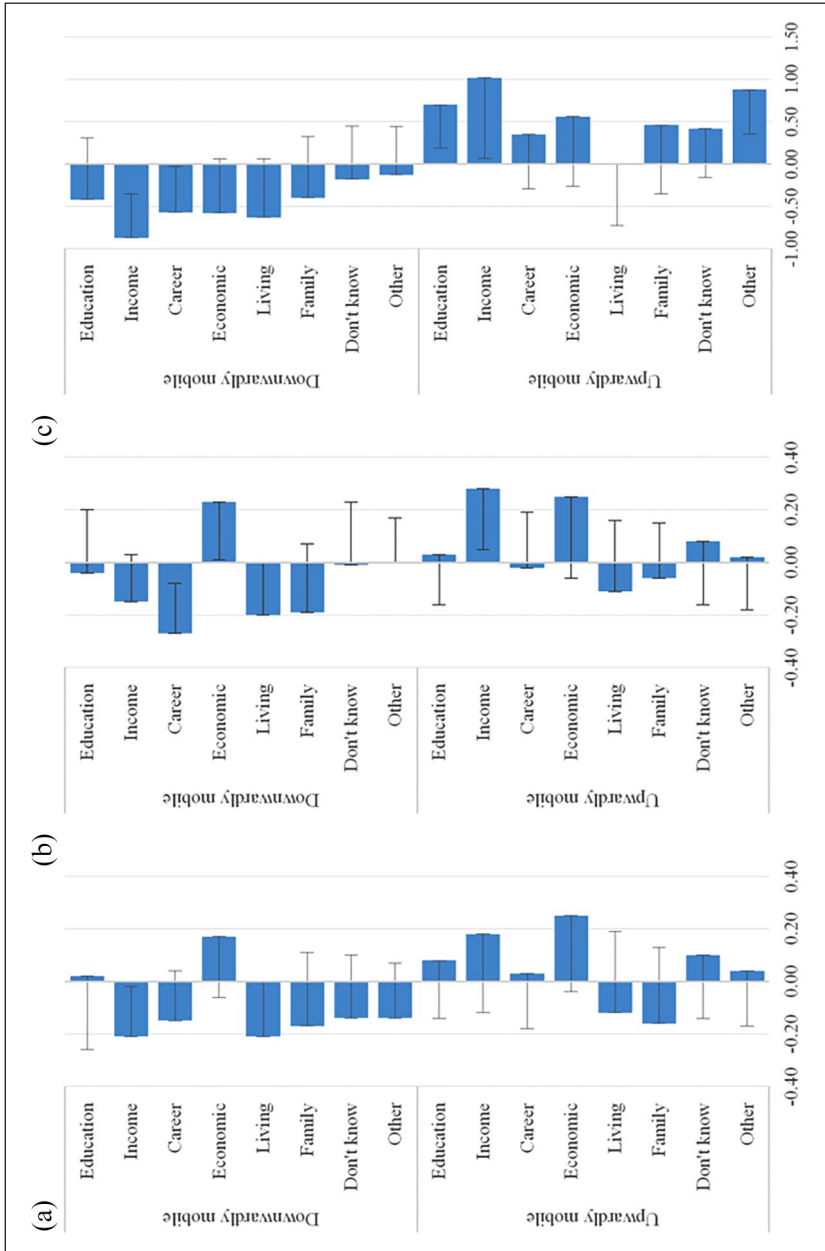 (a)
Downwardly mobile
Education
Income
Career
Economic
Living
Family
Don't know
Other
Upwardly mobile
Education
Income
Career
Economic
Living
Family
Don't know
Other
-0.40
-0.20
0.00
0.20
0.40
(b)
Downwardly mobile
Education
Income
Career
Economic
Living
Family
Don't know
Other
Upwardly mobile
Education
Income
Career
Economic
Living
Family
Don't know
Other
-0.40
-0.20
0.00
0.20
0.40
(c)
Downwardly mobile
Education
Income
Career
Economic
Living
Family
Don't know
Other
Upwardly mobile
Education
Income
Career
Economic
Living
Family
Don't know
Other
-1.00
-0.50
0.00
0.50
1.00
1.50